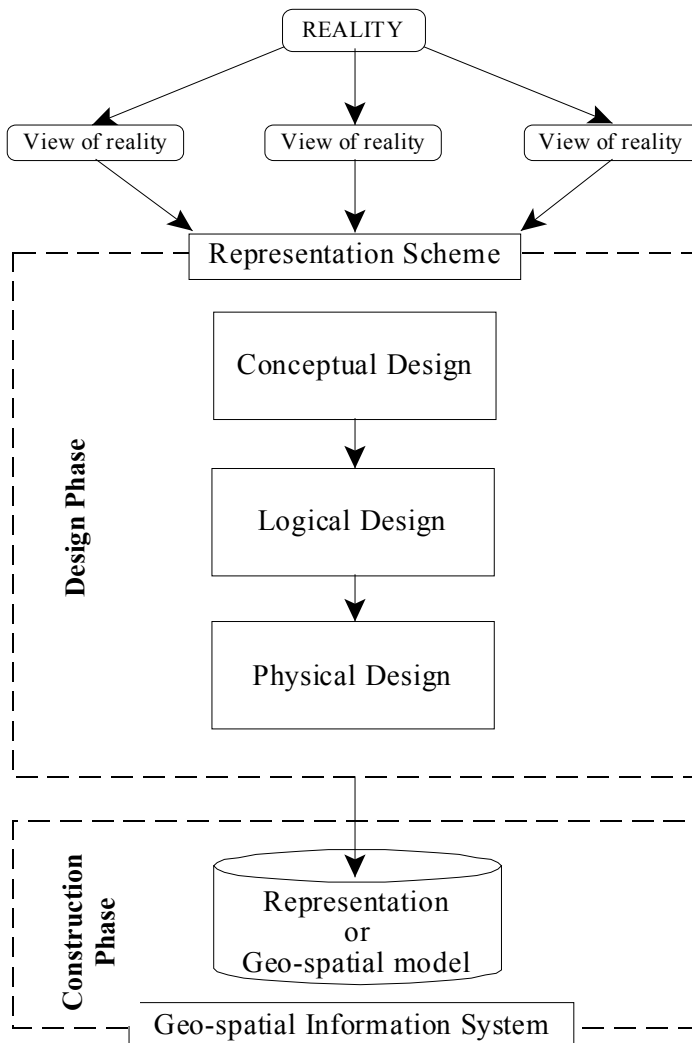 REALITY
View of reality
View of reality
View of reality
Representation Scheme
Design Phase
Conceptual Design
Logical Design
Physical Design
Construction
Phase
Representation
or
Geo-spatial model
Geo-spatial Information System